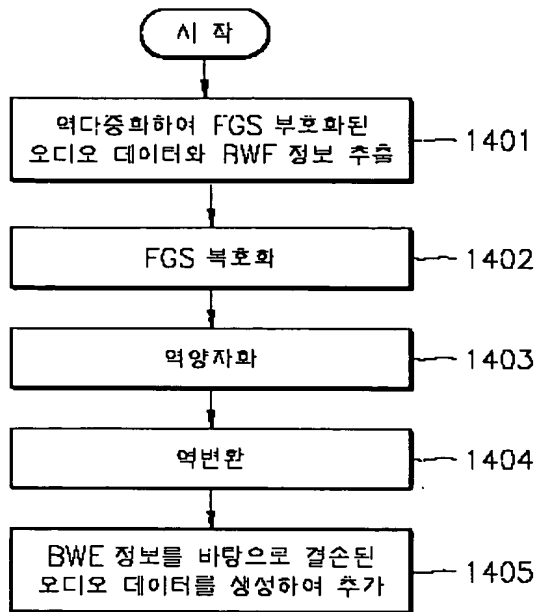 시 작
역다중화하여 FGS 부호화된
오디오 데이터와 BWF 정보 추출
1401
FGS 복호화
1402
역양자화
1403
역변환
1404
BWE 정보를 바탕으로 결손된
오디오 데이터를 생성하여 추가
1405